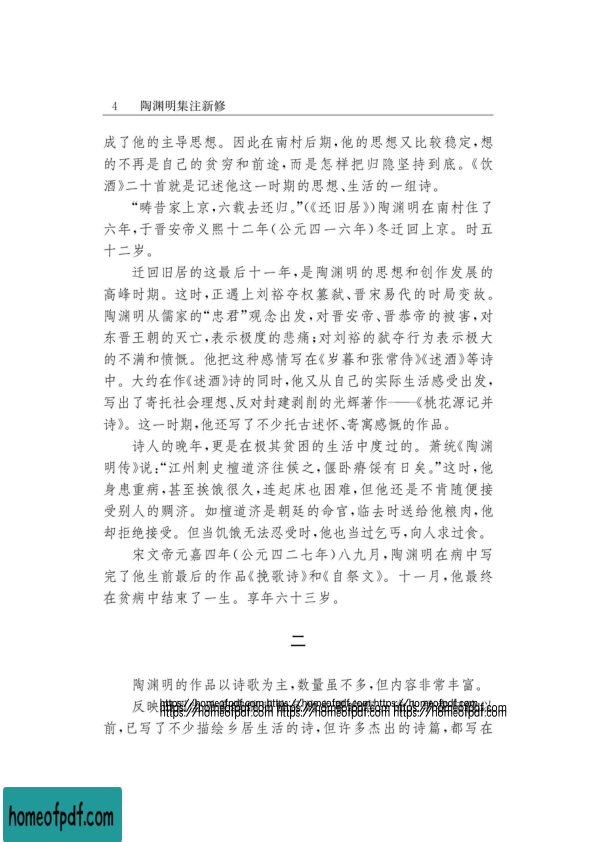 4 陶渊明集注新修
成了他的主导思想。因此在南村后期,他的思想又比较稳定,想
的不再是自己的贫穷和前途,而是怎样把归隐坚持到底。《饮
酒》二十首就是记述他这一时期的思想、生活的一组诗。
“畴昔家上京,六载去还归。”(《还旧居》)陶渊明在南村住了
六年,于晋安帝义熙十二年(公元四一六年)冬迁回上京。时五
十二岁。
迁回旧居的这最后十一年,是陶渊明的思想和创作发展的
高峰时期。这时,正遇上刘裕夺权篡弑、晋宋易代的时局变故。
陶渊明从儒家的“忠君”观念出发,对晋安帝、晋恭帝的被害,对
东晋王朝的灭亡,表示极度的悲痛;对刘裕的弑夺行为表示极大
的不满和愤慨。他把这种感情写在《岁暮和张常侍》《述酒》等诗
中。大约在作《述酒》诗的同时,他又从自己的实际生活感受出发,
写出了寄托社会理想、反对封建剥削的光辉著作——《桃花源记并
诗》。这一时期,他还写了不少托古述怀、寄寓感慨的作品。
诗人的晚年,更是在极其贫困的生活中度过的。萧统《陶渊
明传》说:“江州刺史檀道济往候之,偃卧瘠馁有日矣。”这时,他
身患重病,甚至挨饿很久,连起床也困难,但他还是不肯随便接
受别人的赒济。如檀道济是朝廷的命官,临去时送给他粮肉,他
却拒绝接受。但当饥饿无法忍受时,他也当过乞丐,向人求过食。
宋文帝元嘉四年(公元四二七年)八九月,陶渊明在病中写
完了他生前最后的作品《挽歌诗》和《自祭文》。十一月,他最终
在贫病中结束了一生。享年六十三岁。
二
陶渊明的作品以诗歌为主,数量虽不多,但内容非常丰富。
反映 以
https://homeofpdf.com https://homeofpdf.com https://homeofpdf.com
https://homeofpdf.com https://homeofpdf.com https://homeofpdf.com
前,已写了不少描绘乡居生活的诗,但许多杰出的诗篇,都写在
homeofpdf.com